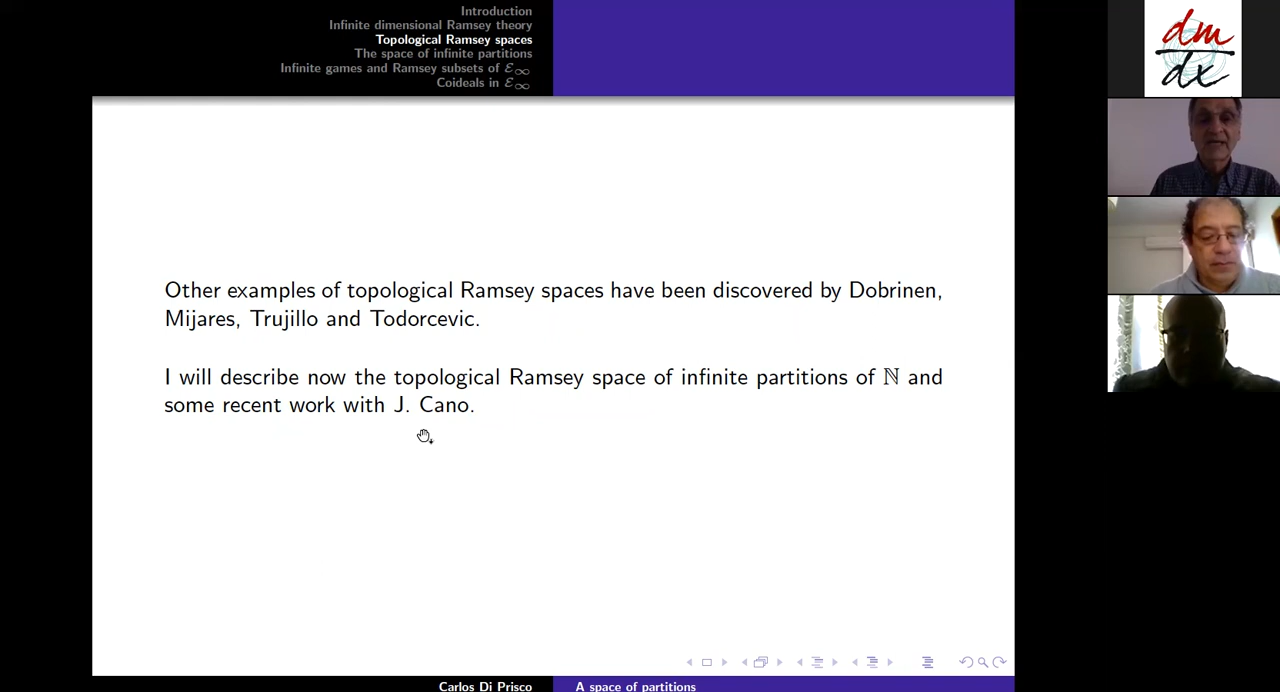 Introduction
Infinite dimensional Ramsey theory
Topological Ramsey spaces
The space of infinite partitions
Infinite games and Ramsey subsets of ℰ∞
Coideals in ℰ∞
dm
dx
Other examples of topological Ramsey spaces have been discovered by Dobrinen,
Mijares, Trujillo and Todorcevic.
I will describe now the topological Ramsey space of infinite partitions of ℕ and
some recent work with J. Cano.
Carlos Di Prisco
A space of partitions